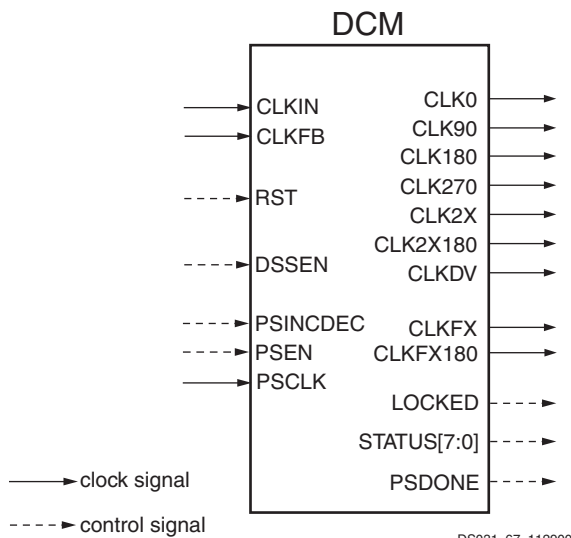 DCM
CLKIN
CLKFB
RST
DSSEN
PSINCDEC
PSEN
PSCLK
CLK0
CLK90
CLK180
CLK270
CLK2X
CLK2X180
CLKDV
CLKFX
CLKFX180
LOCKED
STATUS[7:0]
PSDONE
clock signal
control signal